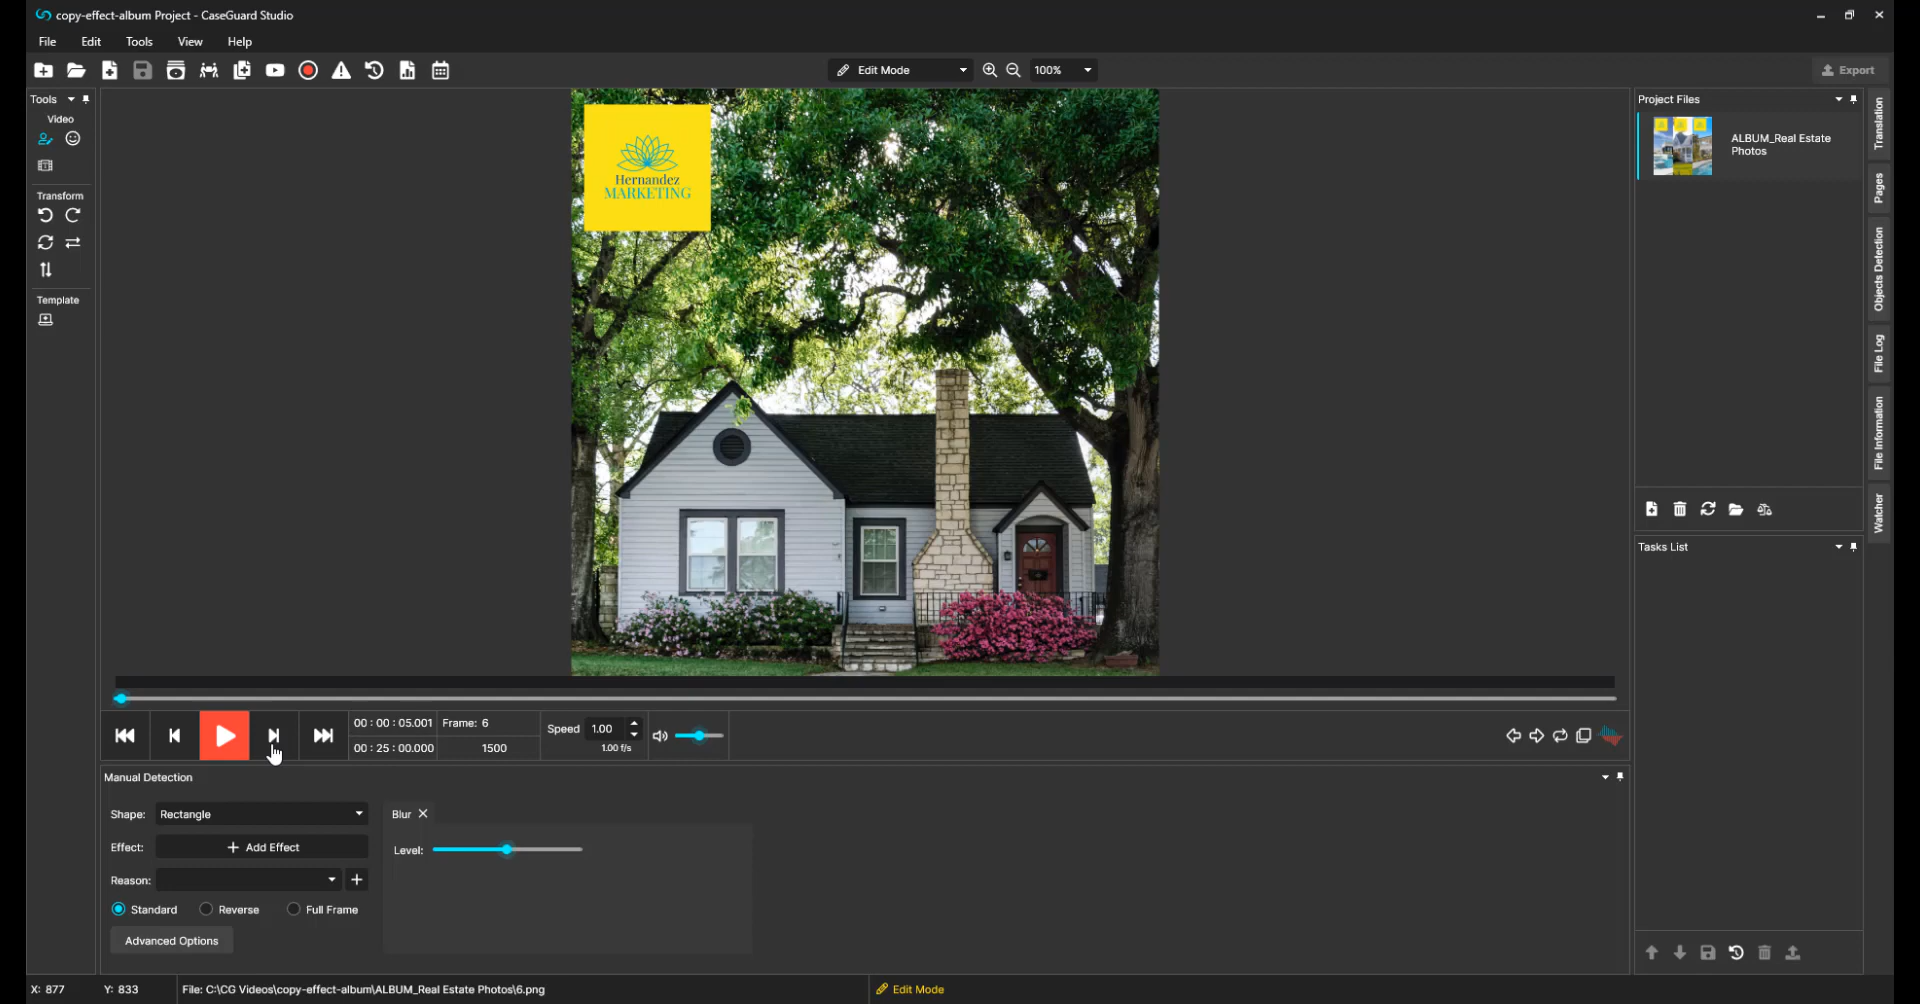 copy-effect-album Project - CaseGuard Studio
File Edit Tools View Help
Edit Mode 100% Export
Tools
Video
Transform
Template
Hernandez
MARKETING
Project Files
ALBUM_Real Estate
Photos
Translation
Pages
Objects Detection
File Log
File Information
Watcher
Tasks List
00 : 00 : 05.001 Frame: 6
00 : 25 : 00.000 1500
Speed 1.00
1.00 f/s
Manual Detection
Shape: Rectangle
Effect: + Add Effect
Reason:
Standard Reverse Full Frame
Advanced Options
Blur
Level:
X: 877 Y: 833 File: C:\CG Videos\copy-effect-album\ALBUM_Real Estate Photos\6.png Edit Mode